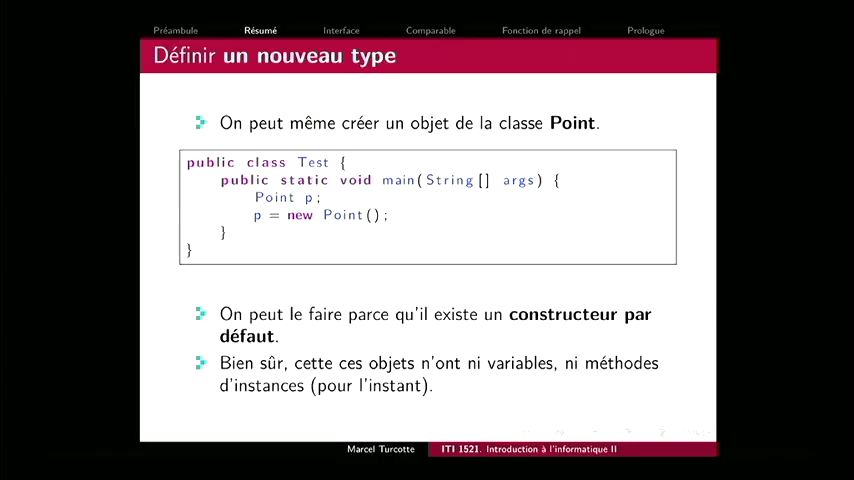 Préambule Résumé Interface Comparable Fonction de rappel Prologue
Définir un nouveau type
On peut même créer un objet de la classe Point.
public class Test {
public static void main(String[] args) {
Point p;
p = new Point();
}
}
On peut le faire parce qu'il existe un constructeur par
défaut.
Bien sûr, cette ces objets n'ont ni variables, ni méthodes
d'instances (pour l'instant).
Marcel Turcotte ITI 1521. Introduction à l'informatique II